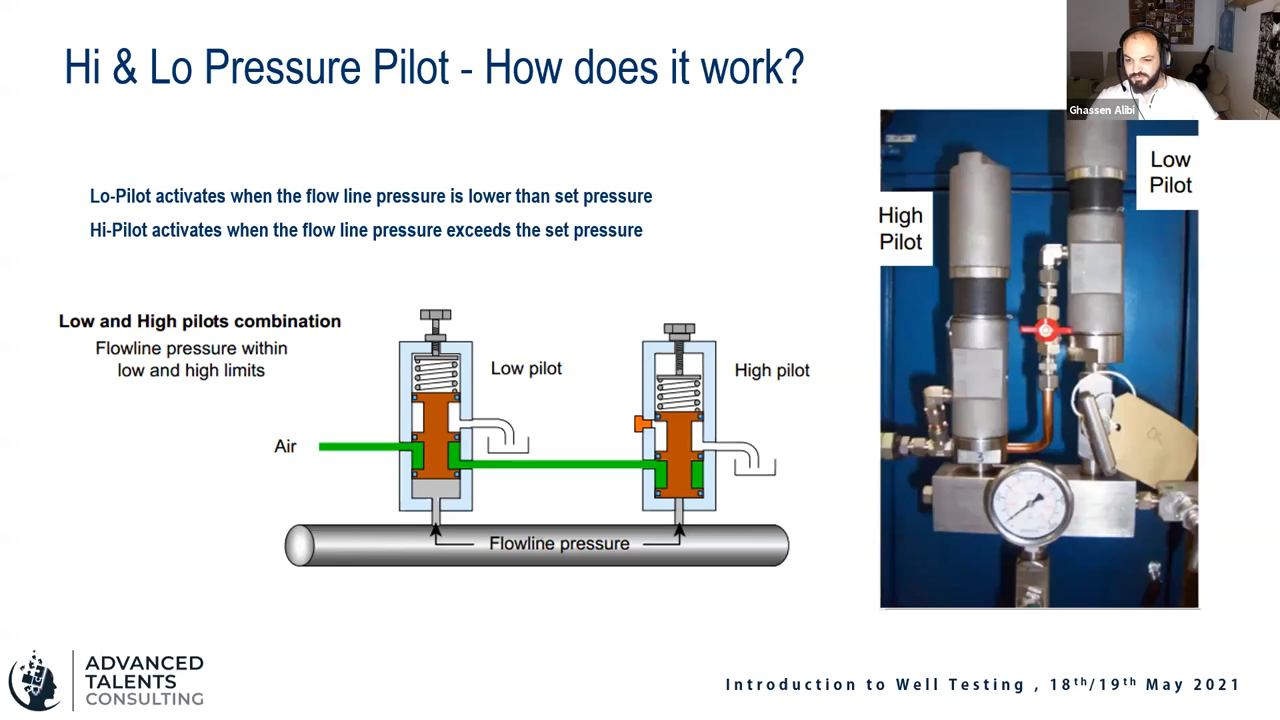 Hi & Lo Pressure Pilot - How does it work?
Ghassen Alibi
Lo-Pilot activates when the flow line pressure is lower than set pressure
Hi-Pilot activates when the flow line pressure exceeds the set pressure
Low and High pilots combination
Flowline pressure within
low and high limits
Low pilot
High pilot
Air
Flowline pressure
High
Pilot
Low
Pilot
3
ADVANCED
TALENTS
CONSULTING
Introduction to Well Testing , 18th/19th May 2021